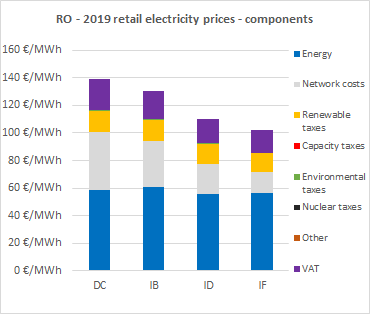 RO - 2019 retail electricity prices - components
160 €/MWh
140 €/MWh
120 €/MWh
100 €/MWh
80 €/MWh
60 €/MWh
40 €/MWh
20 €/MWh
0 €/MWh
DC
IB
ID
IF
Energy
Network costs
Renewable
taxes
Capacity taxes
Environmental
taxes
Nuclear taxes
Other
VAT